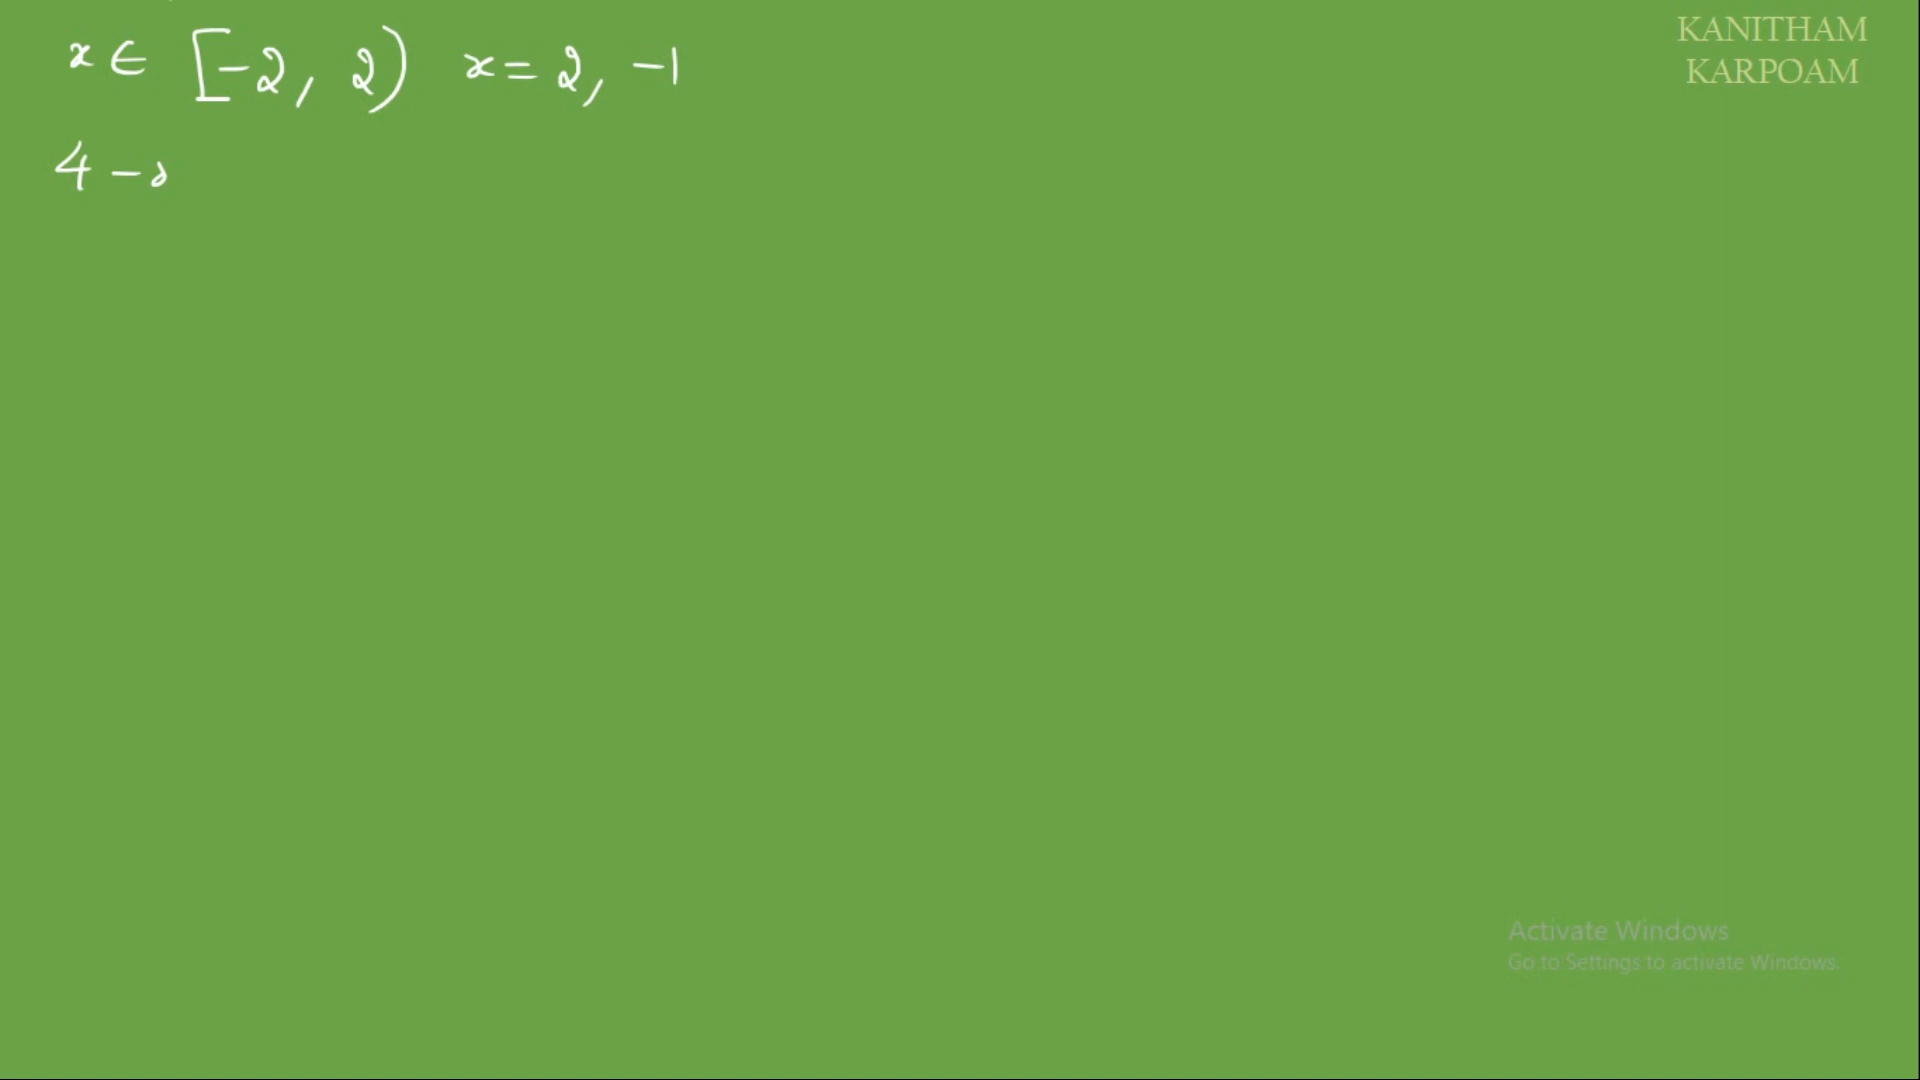 x ∈ [-2, 2) x = 2, -1
4 -
KANITHAM
KARPOAM
Activate Windows
Go to Settings to activate Windows.